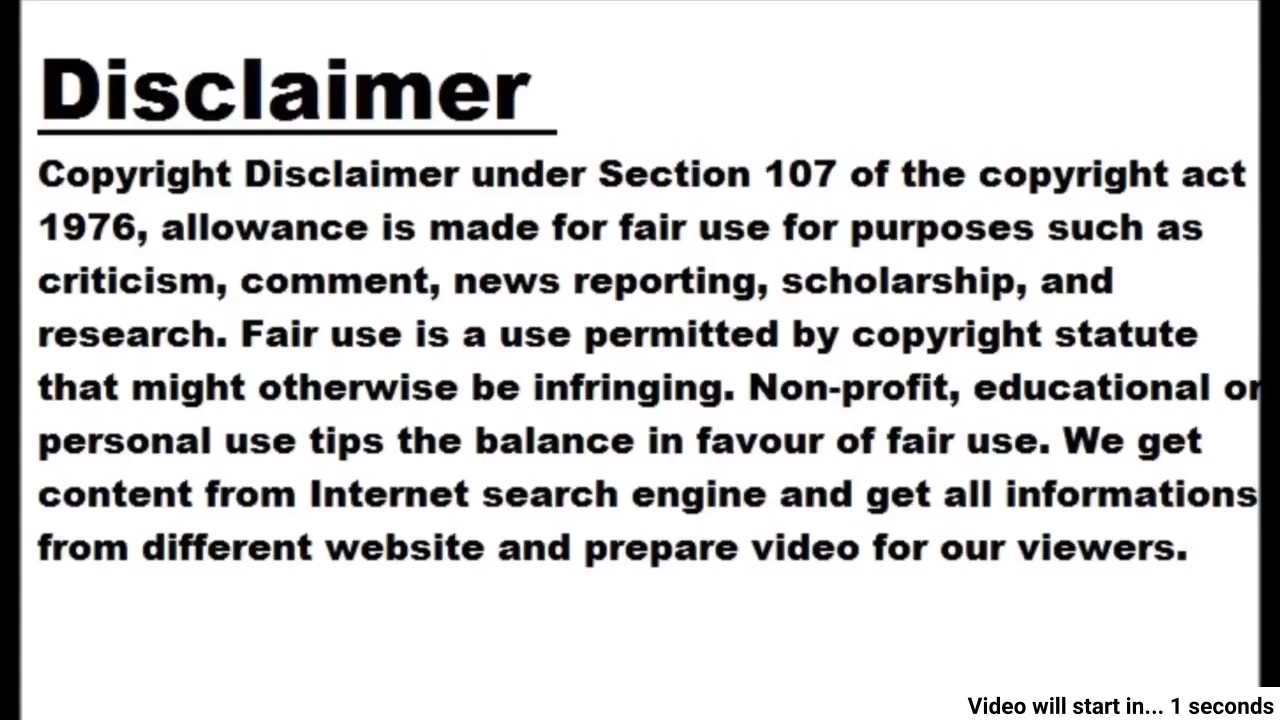 Disclaimer
Copyright Disclaimer under Section 107 of the copyright act
1976, allowance is made for fair use for purposes such as
criticism, comment, news reporting, scholarship, and
research. Fair use is a use permitted by copyright statute
that might otherwise be infringing. Non-profit, educational or
personal use tips the balance in favour of fair use. We get
content from Internet search engine and get all informations
from different website and prepare video for our viewers.
Video will start in... 1 seconds